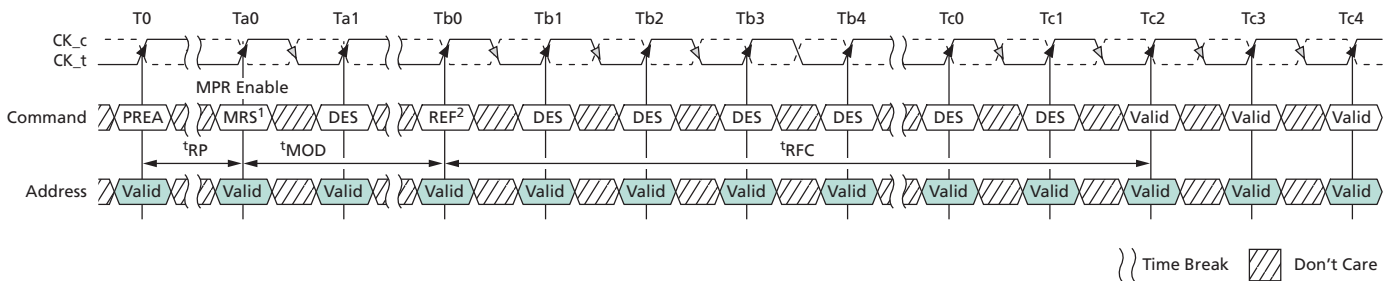 T0 Ta0 Ta1 Tb0 Tb1 Tb2 Tb3 Tb4 Tc0 Tc1 Tc2 Tc3 Tc4
CK_c
CK_t
MPR Enable
Command PREA MRS¹ DES REF² DES DES DES DES DES DES Valid Valid Valid
tRP tMOD tRFC
Address Valid Valid Valid Valid Valid Valid Valid Valid Valid Valid Valid Valid Valid
Time Break Don't Care